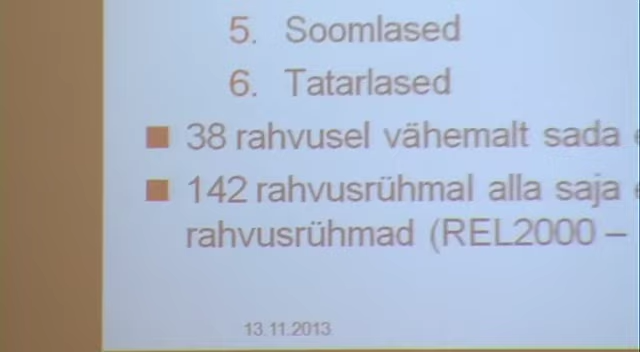 5. Soomlased
6. Tatarlased
38 rahvusel vähemalt sada
142 rahvusrühmal alla saja
rahvusrühmad (REL2000 –
13.11.2013